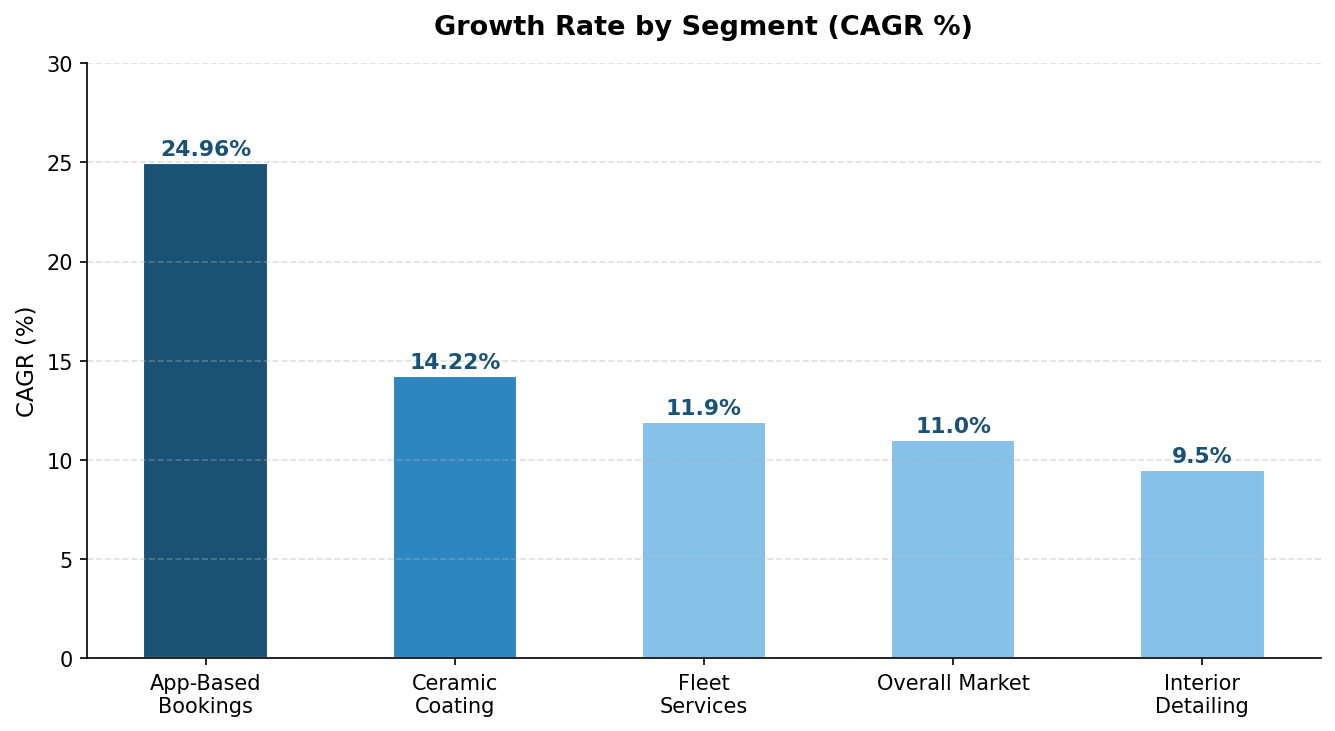 Growth Rate by Segment (CAGR %)
CAGR (%)
30
25
20
15
10
5
0
24.96%
14.22%
11.9%
11.0%
9.5%
App-Based
Bookings
Ceramic
Coating
Fleet
Services
Overall Market
Interior
Detailing